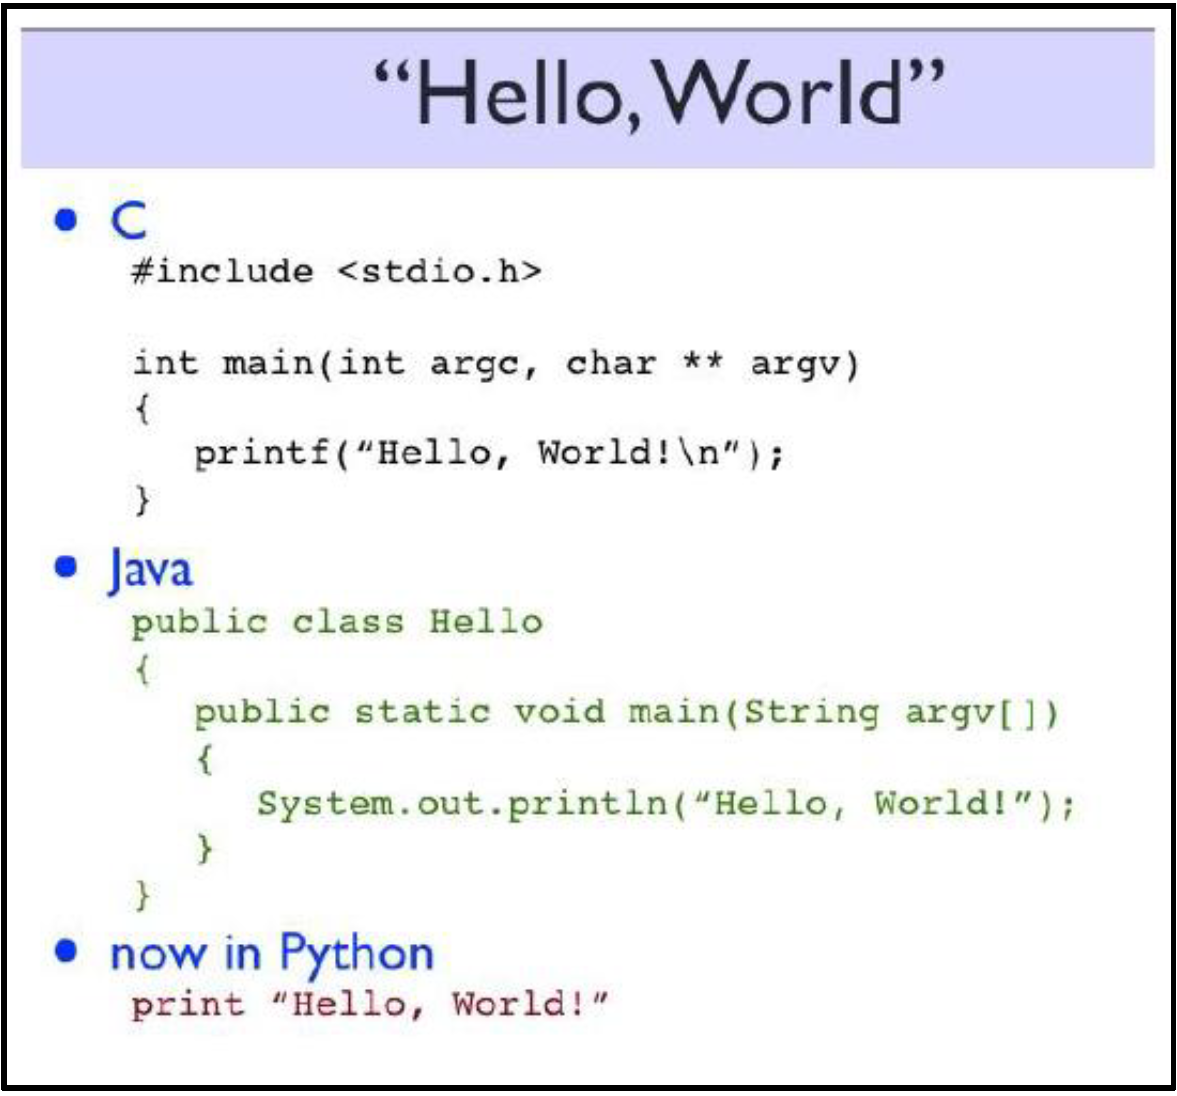 “Hello, World”
• C
#include <stdio.h>
int main(int argc, char ** argv)
{
printf(“Hello, World!\n”);
}
• Java
public class Hello
{
public static void main(String argv[])
{
System.out.println(“Hello, World!”);
}
}
• now in Python
print “Hello, World!”